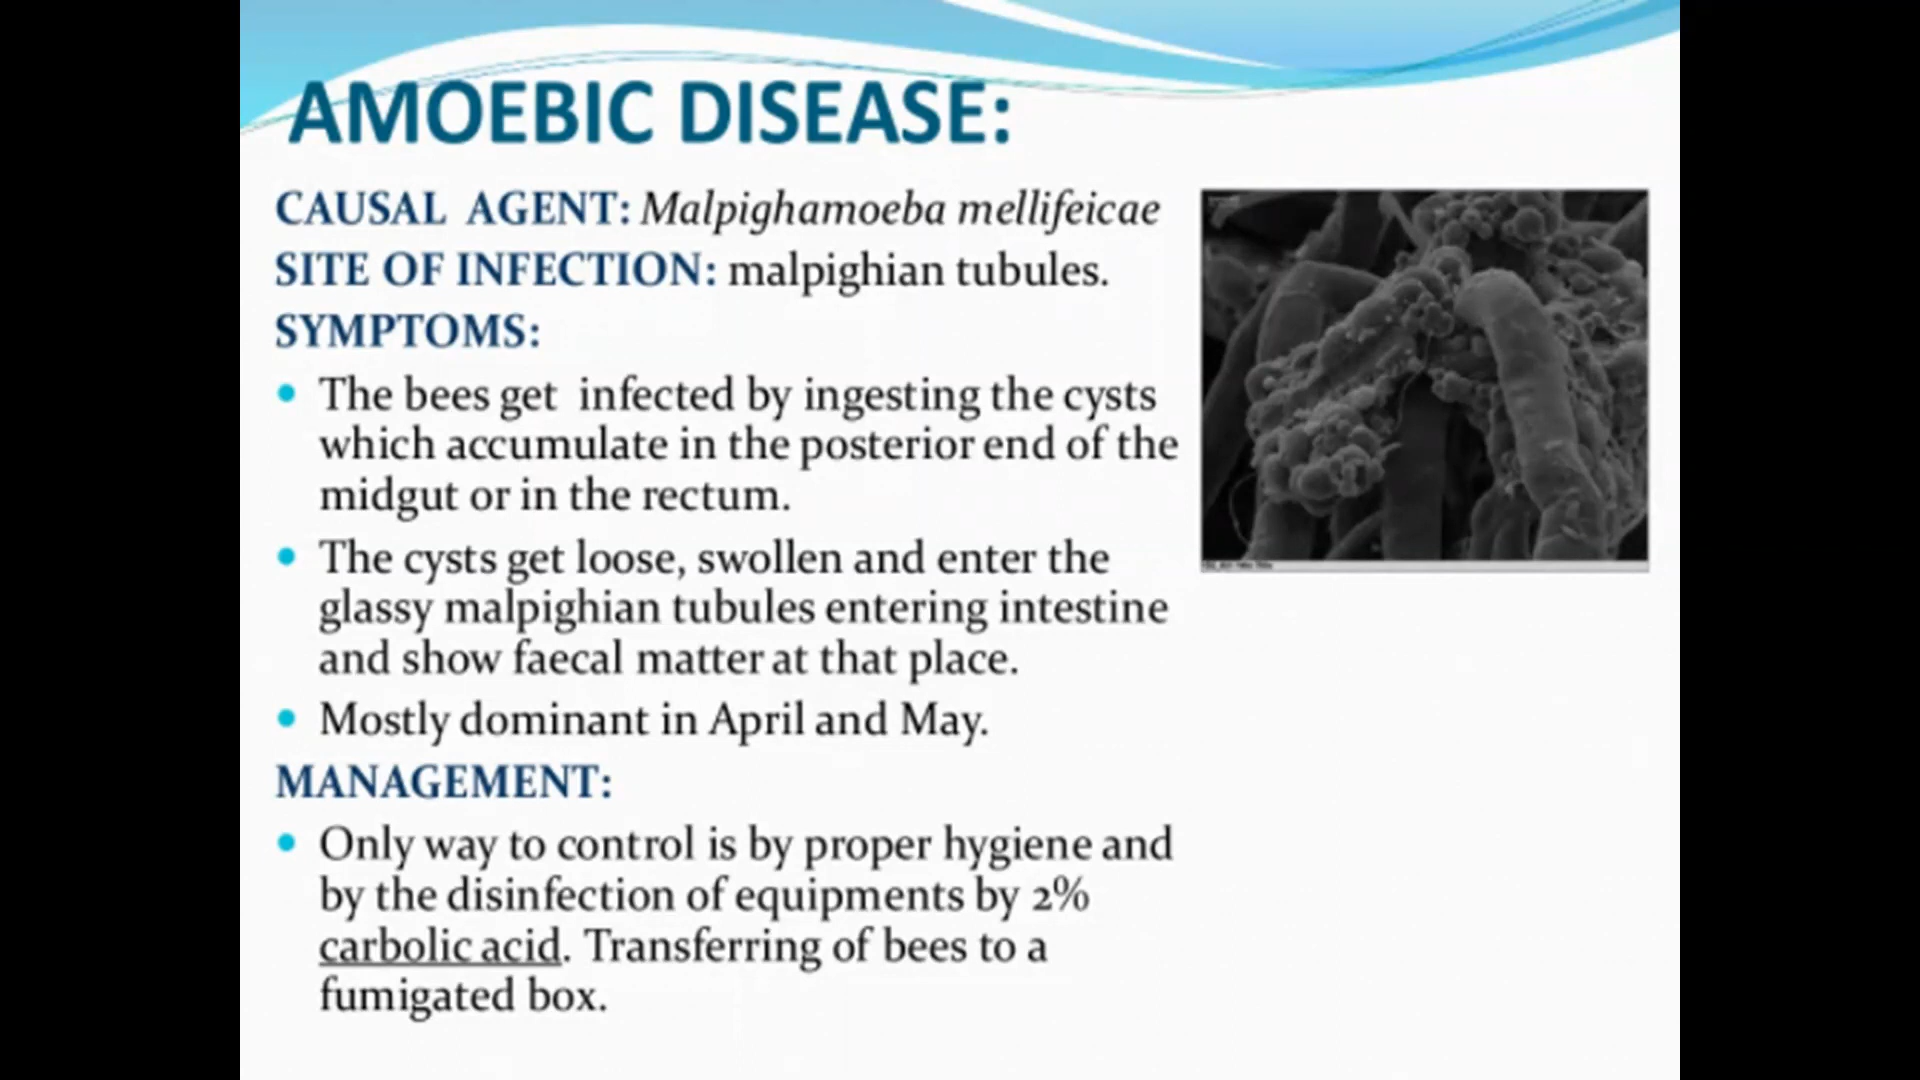 AMOEBIC DISEASE:
CAUSAL AGENT: Malpighamoeba mellifeicae
SITE OF INFECTION: malpighian tubules.
SYMPTOMS:
• The bees get infected by ingesting the cysts
which accumulate in the posterior end of the
midgut or in the rectum.
• The cysts get loose, swollen and enter the
glassy malpighian tubules entering intestine
and show faecal matter at that place.
• Mostly dominant in April and May.
MANAGEMENT:
• Only way to control is by proper hygiene and
by the disinfection of equipments by 2%
carbolic acid. Transferring of bees to a
fumigated box.